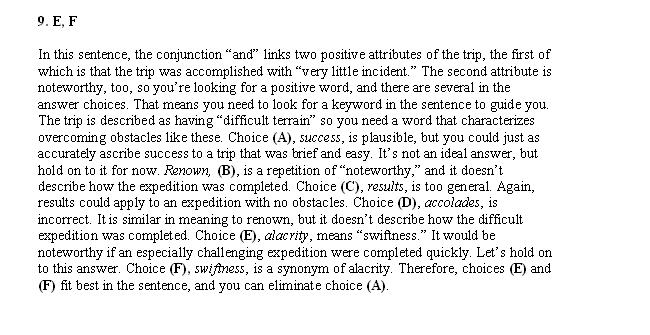 9. E, F
In this sentence, the conjunction “and” links two positive attributes of the trip, the first of
which is that the trip was accomplished with “very little incident.” The second attribute is
noteworthy, too, so you’re looking for a positive word, and there are several in the
answer choices. That means you need to look for a keyword in the sentence to guide you.
The trip is described as having “difficult terrain” so you need a word that characterizes
overcoming obstacles like these. Choice (A), success, is plausible, but you could just as
accurately ascribe success to a trip that was brief and easy. It’s not an ideal answer, but
hold on to it for now. Renown, (B), is a repetition of “noteworthy,” and it doesn’t
describe how the expedition was completed. Choice (C), results, is too general. Again,
results could apply to an expedition with no obstacles. Choice (D), accolades, is
incorrect. It is similar in meaning to renown, but it doesn’t describe how the difficult
expedition was completed. Choice (E), alacrity, means “swiftness.” It would be
noteworthy if an especially challenging expedition were completed quickly. Let’s hold on
to this answer. Choice (F), swiftness, is a synonym of alacrity. Therefore, choices (E) and
(F) fit best in the sentence, and you can eliminate choice (A).